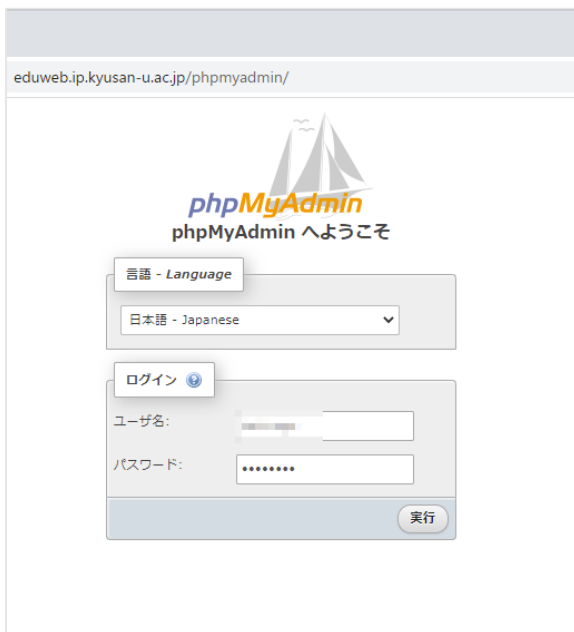 eduweb.ip.kyusan-u.ac.jp/phpmyadmin/
phpMyAdmin
phpMyAdmin へようこそ
言語 - Language
日本語 - Japanese
ログイン
ユーザ名:
パスワード:
実行